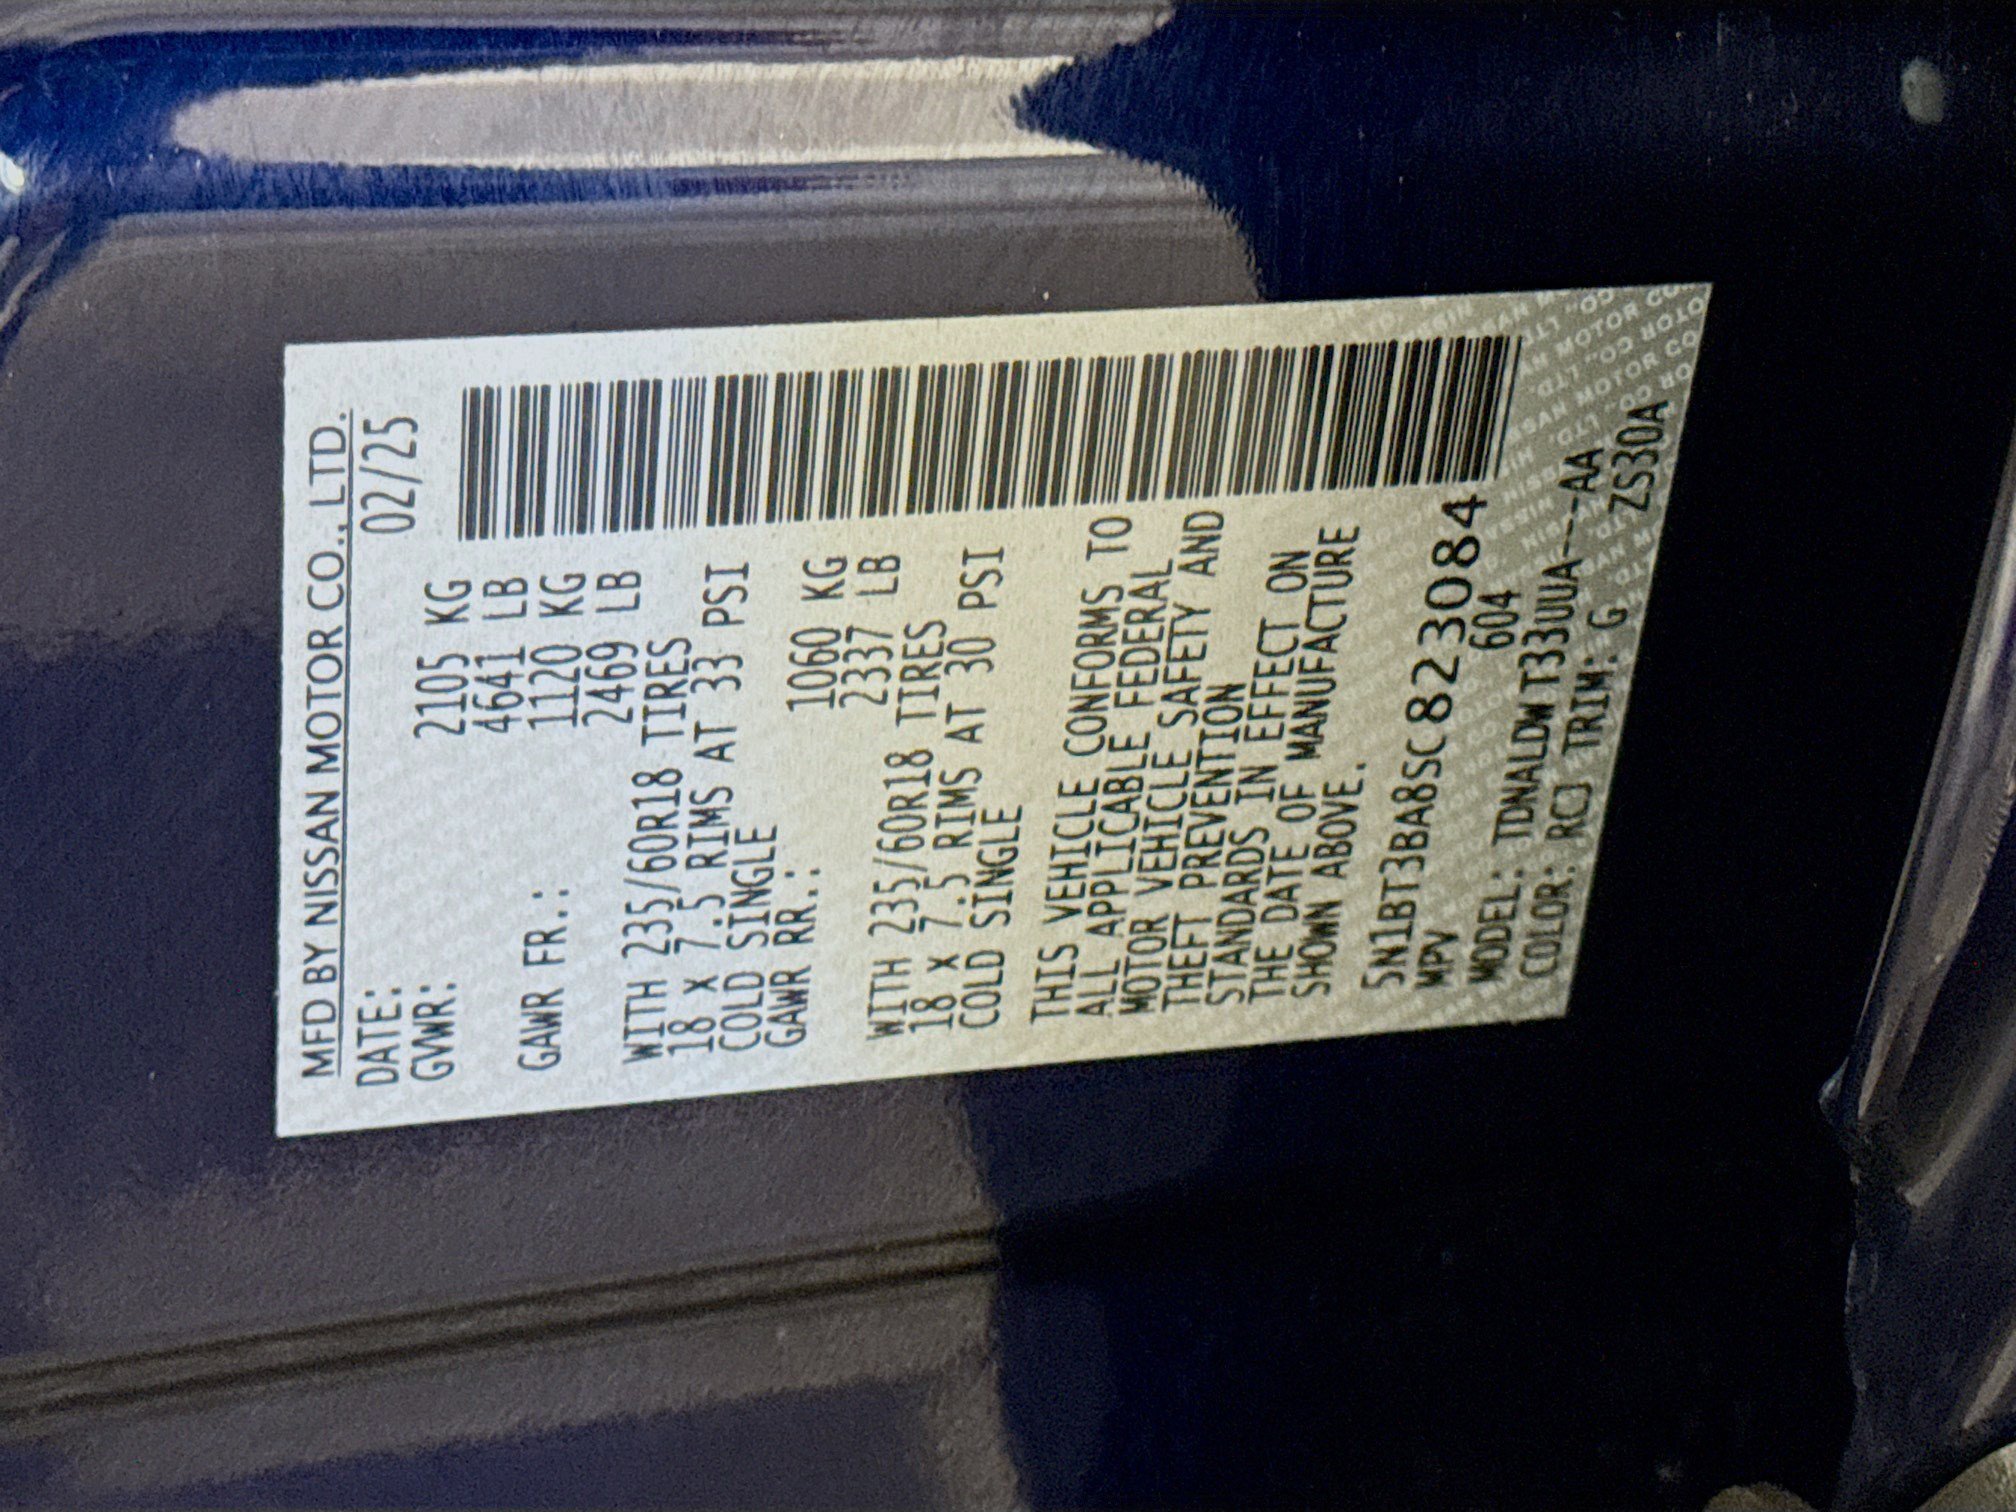 MFD BY NISSAN MOTOR CO., LTD.
DATE: 02/25
GVWR: 2105 KG
4641 LB
GAWR FR.: 1120 KG
2469 LB
WITH 235/60R18 TIRES
18 X 7.5 RIMS AT 33 PSI
COLD SINGLE
GAWR RR.: 1060 KG
2337 LB
WITH 235/60R18 TIRES
18 X 7.5 RIMS AT 30 PSI
COLD SINGLE
THIS VEHICLE CONFORMS TO
ALL APPLICABLE FEDERAL
MOTOR VEHICLE SAFETY AND
THEFT PREVENTION
STANDARDS IN EFFECT ON
THE DATE OF MANUFACTURE
SHOWN ABOVE.
5N1BT3BA8SC823084
MPV 604
MODEL: TDNALDWT33UUA---AA
COLOR: RCJ TRIM: G
ZS30A